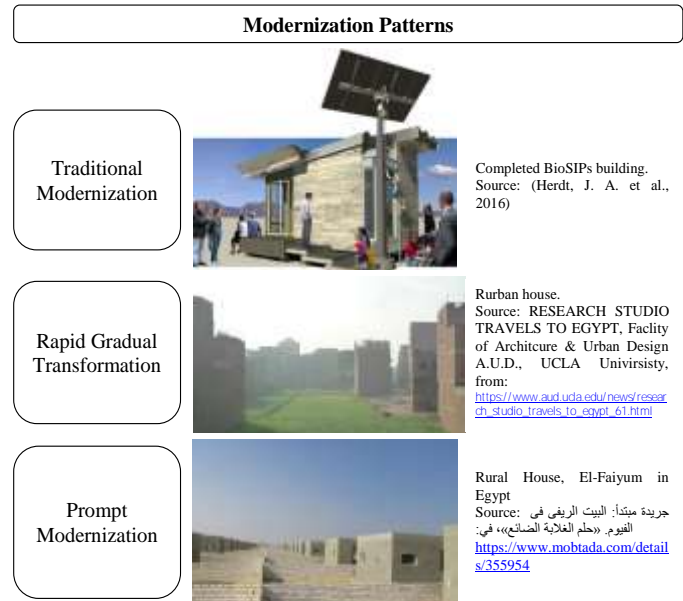 Modernization Patterns
Traditional
Modernization
Completed BioSIPs building.
Source: (Herdt, J. A. et al.,
2016)
Rapid Gradual
Transformation
Rurban house.
Source: RESEARCH STUDIO
TRAVELS TO EGYPT, Faclity
of Architcure & Urban Design
A.U.D., UCLA Univirsisty,
from:
https://www.aud.ucla.edu/news/resear
ch_studio_travels_to_egypt_61.html
Prompt
Modernization
Rural House, El-Faiyum in
Egypt
Source: جريدة مبتدأ: البيت الريفى فى
الفيوم. «حلم الغلابة الضائع»، في:
https://www.mobtada.com/detail
s/355954